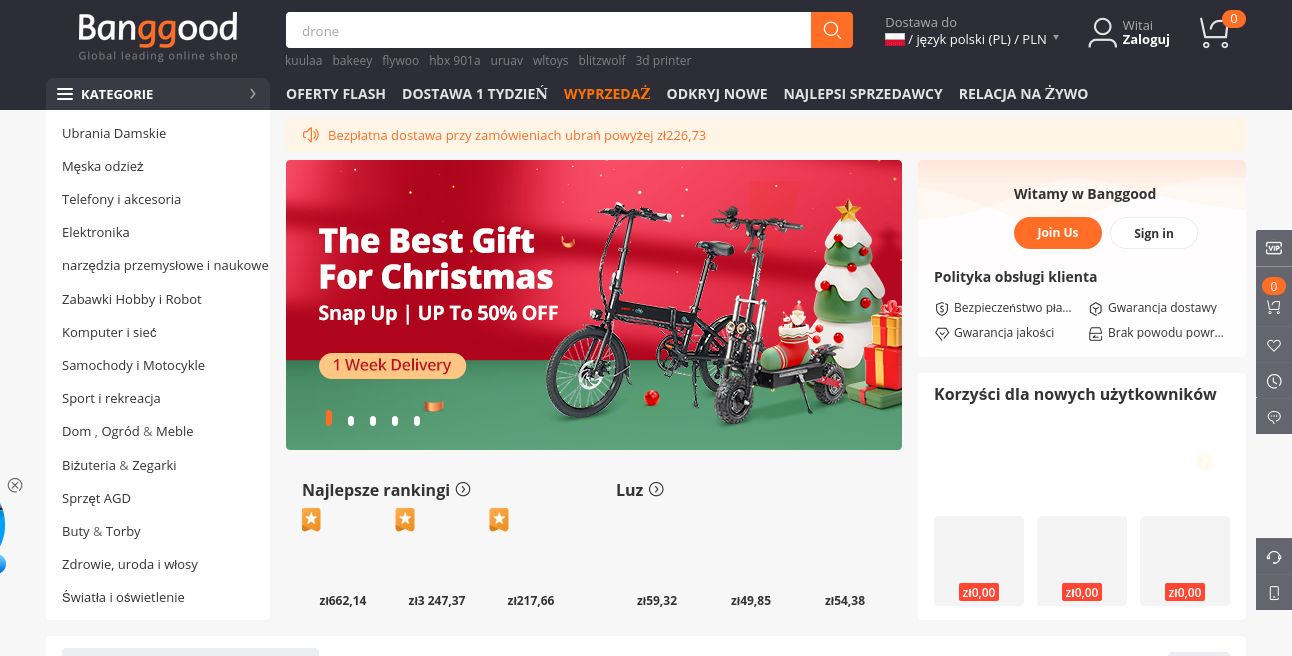 Banggood
Global leading online shop
drone
kuulaa bakeey flywoo hbx 901a uruav wltoys blitzwolf 3d printer
Dostawa do
/ język polski (PL) / PLN
Witai
Zaloguj
0
KATEGORIE
OFERTY FLASH DOSTAWA 1 TYDZIEŃ WYPRZEDAŻ ODKRYJ NOWE NAJLEPSI SPRZEDAWCY RELACJA NA ŻYWO
Ubrania Damskie
Męska odzież
Telefony i akcesoria
Elektronika
narzędzia przemysłowe i naukowe
Zabawki Hobby i Robot
Komputer i sieć
Samochody i Motocykle
Sport i rekreacja
Dom , Ogród & Meble
Biżuteria & Zegarki
Sprzęt AGD
Buty & Torby
Zdrowie, uroda i włosy
Światła i oświetlenie
Bezpłatna dostawa przy zamówieniach ubrań powyżej zł226,73
The Best Gift
For Christmas
Snap Up | UP To 50% OFF
1 Week Delivery
Witamy w Banggood
Join Us
Sign in
Polityka obsługi klienta
Bezpieczeństwo pła...
Gwarancja dostawy
Gwarancja jakości
Brak powodu powr...
Korzyści dla nowych użytkowników
zł0,00
zł0,00
zł0,00
Najlepsze rankingi
zł662,14
zł3 247,37
zł217,66
Luz
zł59,32
zł49,85
zł54,38
VIP
0